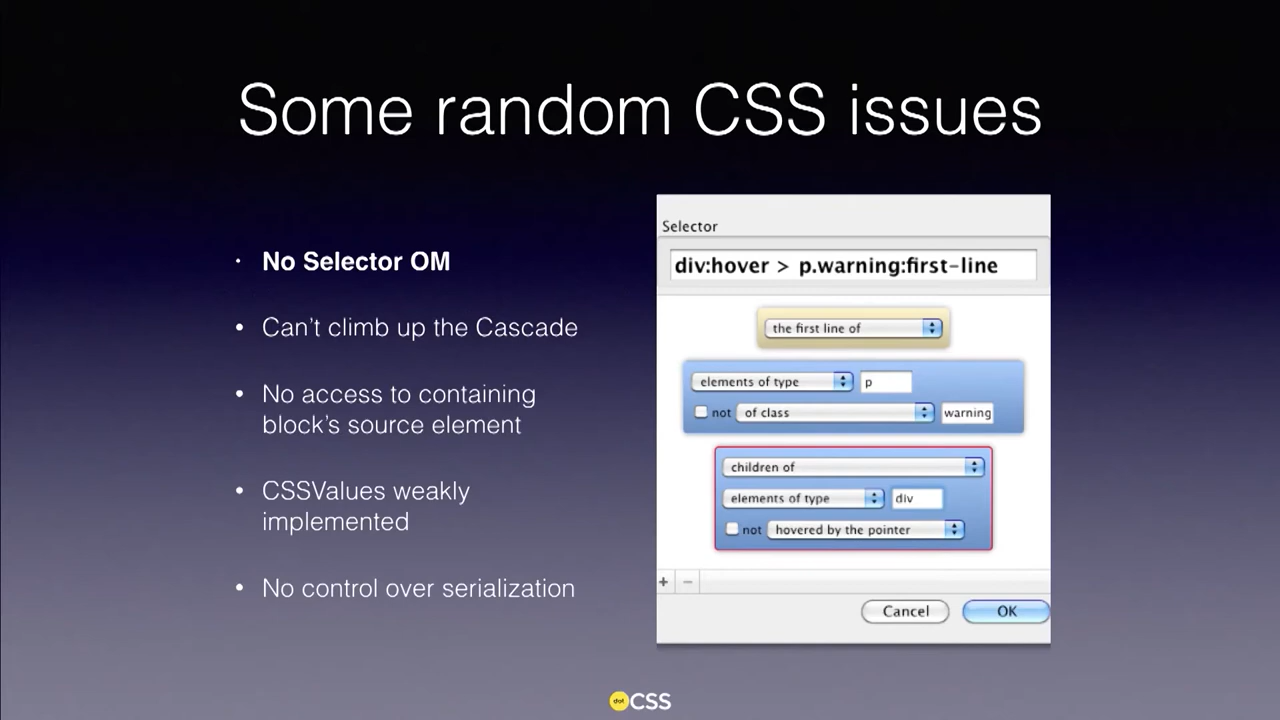 Some random CSS issues
• No Selector OM
• Can't climb up the Cascade
• No access to containing
block's source element
• CSSValues weakly
implemented
• No control over serialization
Selector
div:hover > p.warning:first-line
the first line of
elements of type p
not of class warning
children of
elements of type div
not hovered by the pointer
+ −
Cancel OK
dot CSS